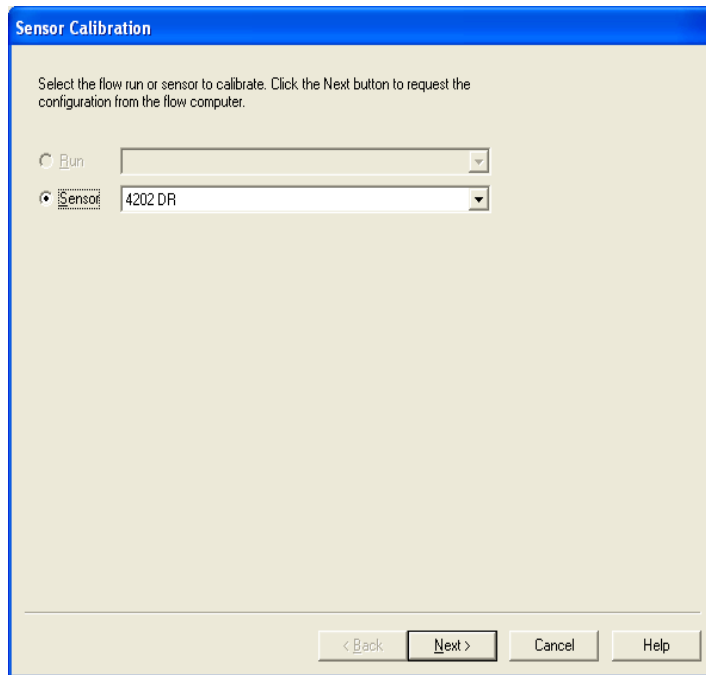 Sensor Calibration
Select the flow run or sensor to calibrate. Click the Next button to request the
configuration from the flow computer.
Run
Sensor 4202 DR
< Back Next > Cancel Help